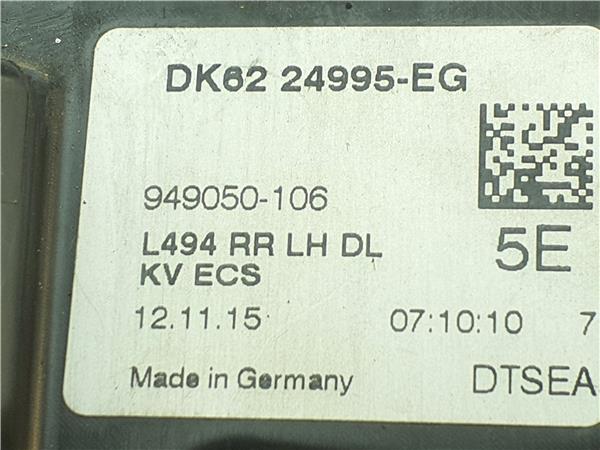 DK62 24995-EG
949050-106
L494 RR LH DL
KV ECS
5E
12.11.15 07:10:10 7
Made in Germany DTSEA